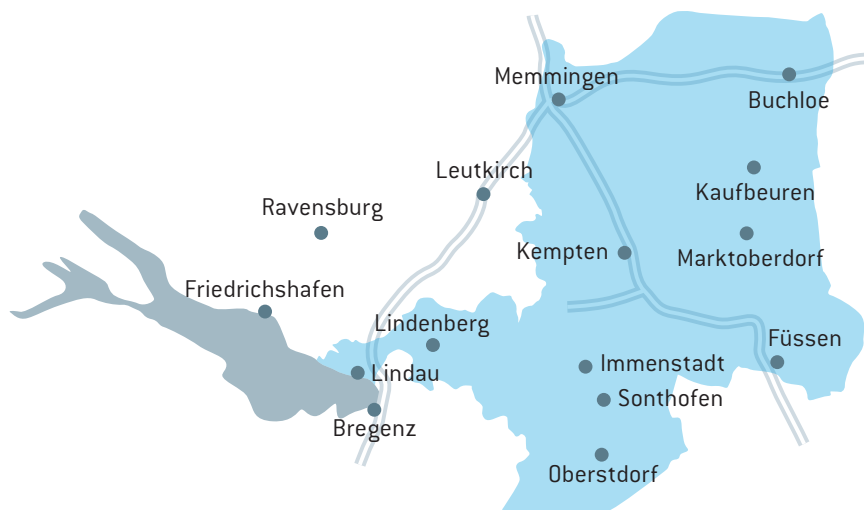 Memmingen
Buchloe
Leutkirch
Kaufbeuren
Ravensburg
Kempten
Marktoberdorf
Friedrichshafen
Lindenberg
Füssen
Immenstadt
Lindau
Sonthofen
Bregenz
Oberstdorf